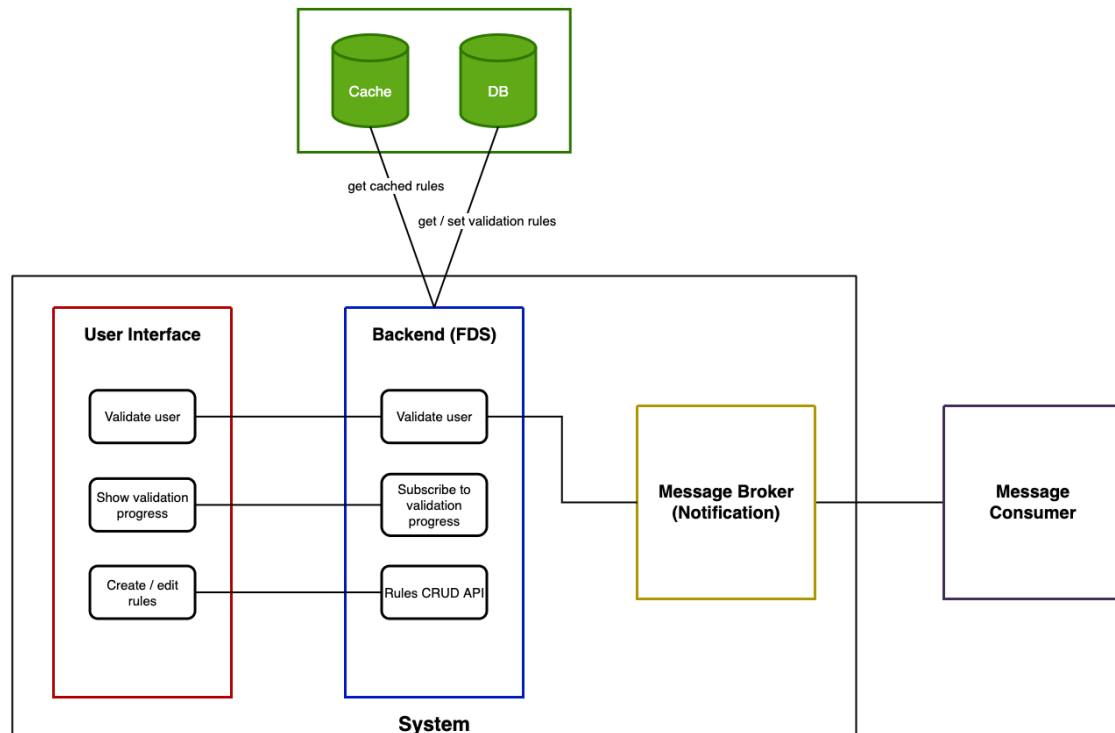 Cache
DB
get cached rules
get / set validation rules
User Interface
Backend (FDS)
Validate user
Validate user
Show validation
progress
Subscribe to
validation
progress
Message Broker
(Notification)
Message
Consumer
Create / edit
rules
Rules CRUD API
System